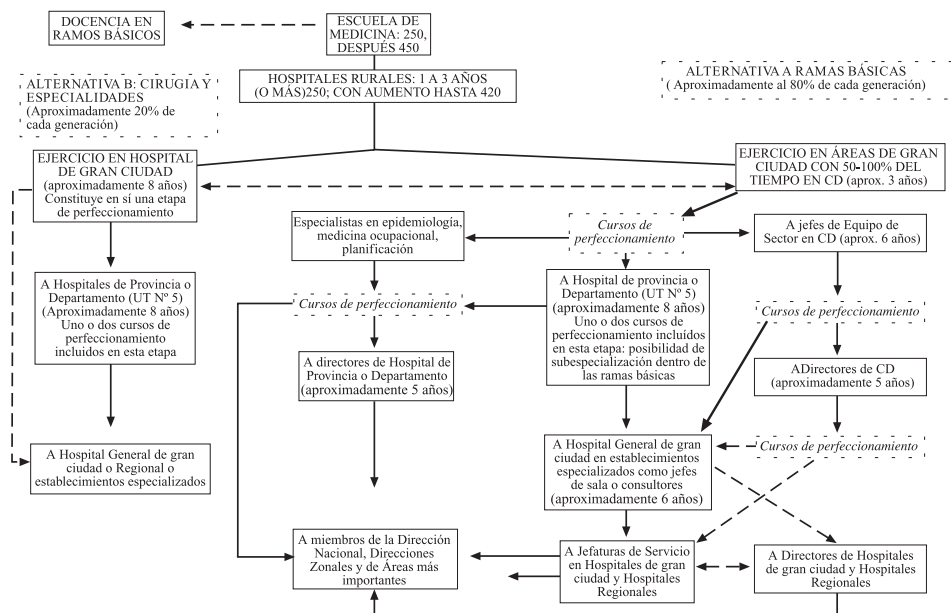 DOCENCIA EN
RAMOS BÁSICOS
ESCUELA DE
MEDICINA: 250,
DESPUÉS 450
ALTERNATIVA B: CIRUGIA Y
ESPECIALIDADES
(Aproximadamente 20% de
cada generación)
HOSPITALES RURALES: 1 A 3 AÑOS
(O MÁS)250; CON AUMENTO HASTA 420
ALTERNATIVA A RAMAS BÁSICAS
( Aproximadamente al 80% de cada generación)
EJERCICIO EN HOSPITAL
DE GRAN CIUDAD
(aproximadamente 8 años)
Constituye en sí una etapa
de perfeccionamiento
EJERCICIO EN ÁREAS DE GRAN
CIUDAD CON 50-100% DEL
TIEMPO EN CD (aprox. 3 años)
Especialistas en epidemiología,
medicina ocupacional,
planificación
Cursos de
perfeccionamiento
A jefes de Equipo de
Sector en CD (aprox. 6 años)
A Hospitales de Provincia o
Departamento (UT Nº 5)
(Aproximadamente 8 años)
Uno o dos cursos de
perfeccionamiento
incluidos en esta etapa
Cursos de perfeccionamiento
A Hospital de provincia o
Departamento (UT Nº 5)
(aproximadamente 8 años)
Uno o dos cursos de
perfeccionamiento incluídos
en esta etapa: posibilidad de
subespecialización dentro de
las ramas básicas
Cursos de perfeccionamiento
A directores de Hospital de
Provincia o Departamento
(aproximadamente 5 años)
ADirectores de CD
(aproximadamente 5 años)
A Hospital General de gran
ciudad o Regional o
establecimientos especializados
A Hospital General de gran
ciudad en establecimientos
especializados como jefes
de sala o consultores
(aproximadamente 6 años)
Cursos de perfeccionamiento
A miembros de la Dirección
Nacional, Direcciones
Zonales y de Áreas más
importantes
A Jefaturas de Servicio
en Hospitales de gran
ciudad y Hospitales
Regionales
A Directores de Hospitales
de gran ciudad y Hospitales
Regionales